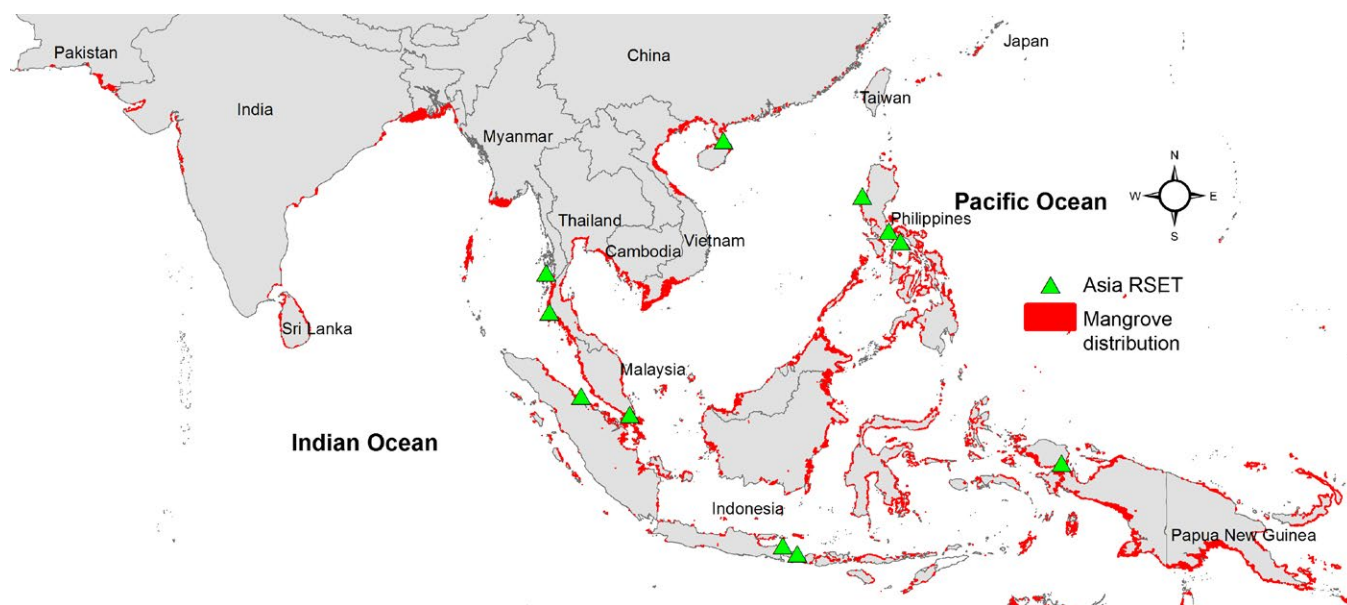 Japan
Pakistan
China
Taiwan
India
Myanmar
N
W
E
S
Pacific Ocean
Thailand
Philippines
Vietnam
Cambodia
Asia RSET
Mangrove
distribution
Sri Lanka
Malaysia
Indian Ocean
Indonesia
Papua New Guinea